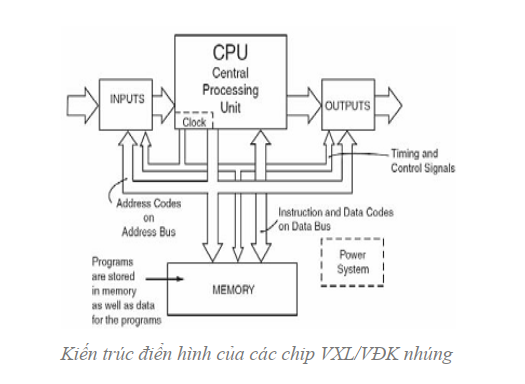 CPU
Central
Processing
Unit
INPUTS
OUTPUTS
Clock
Timing and
Control Signals
Address Codes
on
Address Bus
Instruction and Data Codes
on Data Bus
Power
System
Programs
are stored
in memory
as well as data
for the programs
MEMORY
Kiến trúc điển hình của các chip VXL/VĐK nhúng